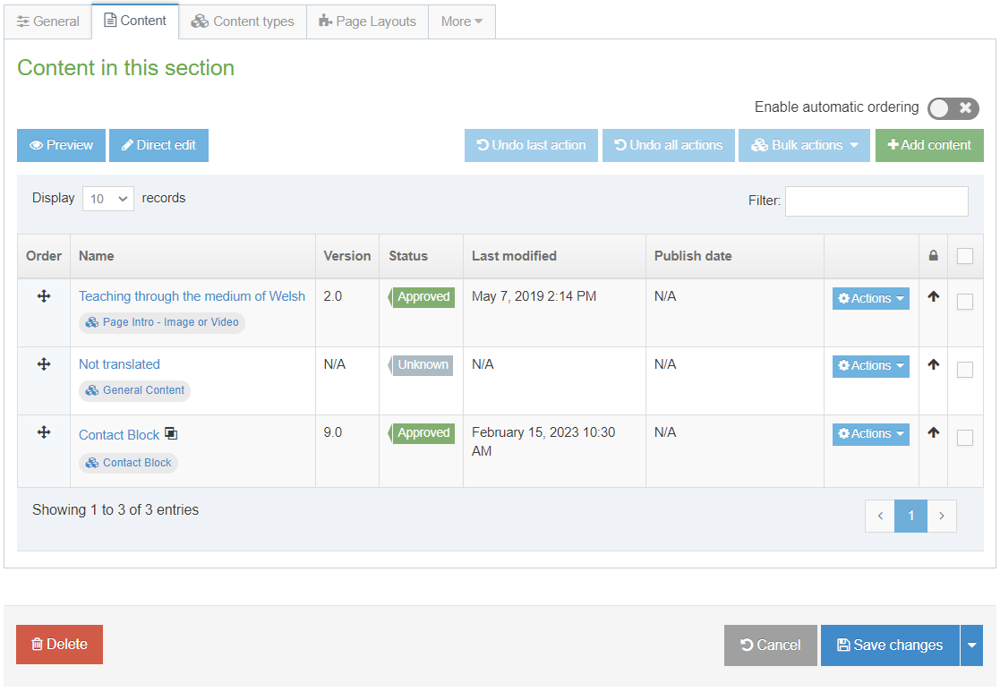 General Content Content types Page Layouts More
Content in this section
Enable automatic ordering
Preview Direct edit Undo last action Undo all actions Bulk actions Add content
Display 10 records Filter:
Order Name Version Status Last modified Publish date
Teaching through the medium of Welsh 2.0 Approved May 7, 2019 2:14 PM N/A Actions
Page Intro - Image or Video
Not translated N/A Unknown N/A N/A Actions
General Content
Contact Block 9.0 Approved February 15, 2023 10:30 N/A Actions
AM
Contact Block
Showing 1 to 3 of 3 entries
1
Delete Cancel Save changes